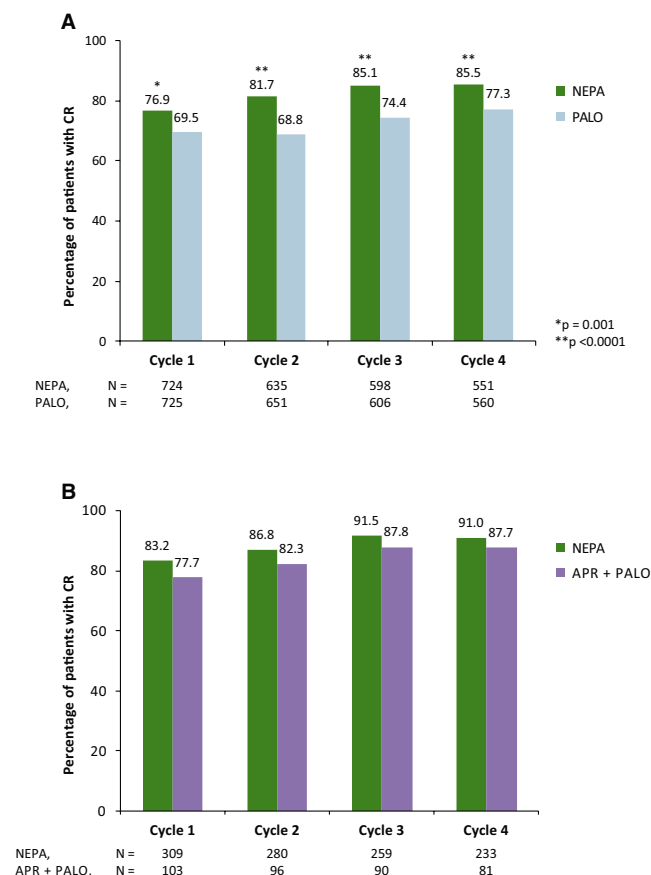 A
Percentage of patients with CR
100
80
60
40
20
0
*
76.9
69.5
**
81.7
68.8
**
85.1
74.4
**
85.5
77.3
NEPA
PALO
*p = 0.001
**p <0.0001
Cycle 1 Cycle 2 Cycle 3 Cycle 4
NEPA, N = 724 635 598 551
PALO, N = 725 651 606 560
B
Percentage of patients with CR
100
80
60
40
20
0
83.2
77.7
86.8
82.3
91.5
87.8
91.0
87.7
NEPA
APR + PALO
Cycle 1 Cycle 2 Cycle 3 Cycle 4
NEPA, N = 309 280 259 233
APR + PALO, N = 103 96 90 81